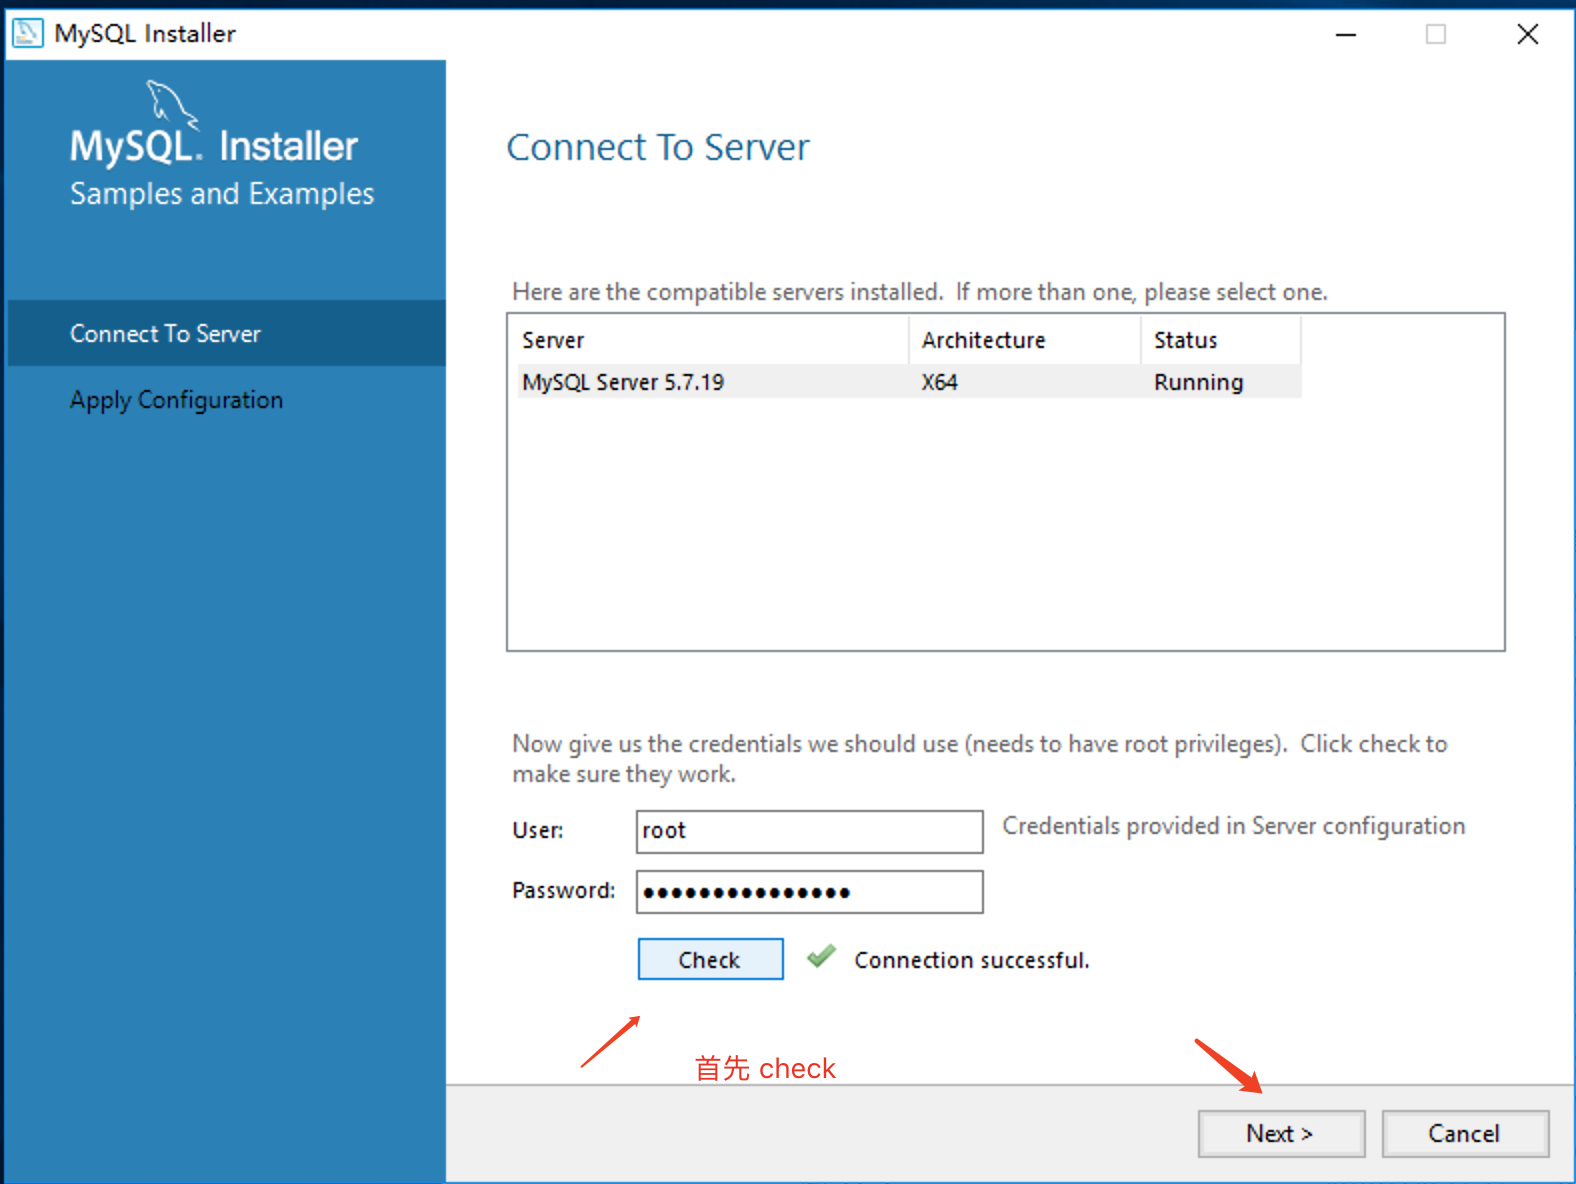 MySQL Installer
MySQL. Installer
Samples and Examples
Connect To Server
Apply Configuration
Connect To Server
Here are the compatible servers installed.  If more than one, please select one.
Server Architecture Status
MySQL Server 5.7.19 X64 Running
Now give us the credentials we should use (needs to have root privileges).  Click check to
make sure they work.
User: root Credentials provided in Server configuration
Password: ●●●●●●●●●●●●●●●
Check Connection successful.
首先 check
Next > Cancel